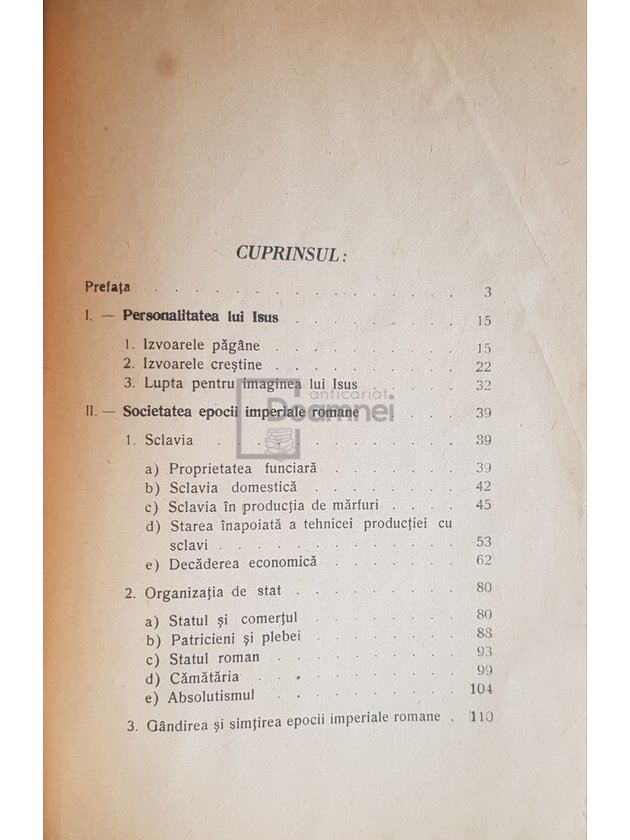 CUPRINSUL:
Prefața . . . . . . . . . . . . . . . 3
I. — Personalitatea lui Isus . . . . . . . . 15
1. Izvoarele păgâne . . . . . . . . . 15
2. Izvoarele creștine . . . . . . . . . 22
3. Lupta pentru imaginea lui Isus . . . . . 32
anticariat
Doamnei
II. — Societatea epocii imperiale romane . . . . . 39
1. Sclavia . . . . . . . . . . . . 39
a) Proprietatea funciară . . . . . . . 39
b) Sclavia domestică . . . . . . . . 42
c) Sclavia în producția de mărfuri . . . . 45
d) Starea înapoiată a tehnicei producției cu
sclavi . . . . . . . . . . . . 53
e) Decăderea economică . . . . . . . 62
2. Organizația de stat . . . . . . . . 80
a) Statul și comerțul . . . . . . . . 80
b) Patricieni și plebei . . . . . . . 88
c) Statul roman . . . . . . . . . 93
d) Cămătăria . . . . . . . . . . 99
e) Absolutismul . . . . . . . . . 104
3. Gândirea și simțirea epocii imperiale romane . 110